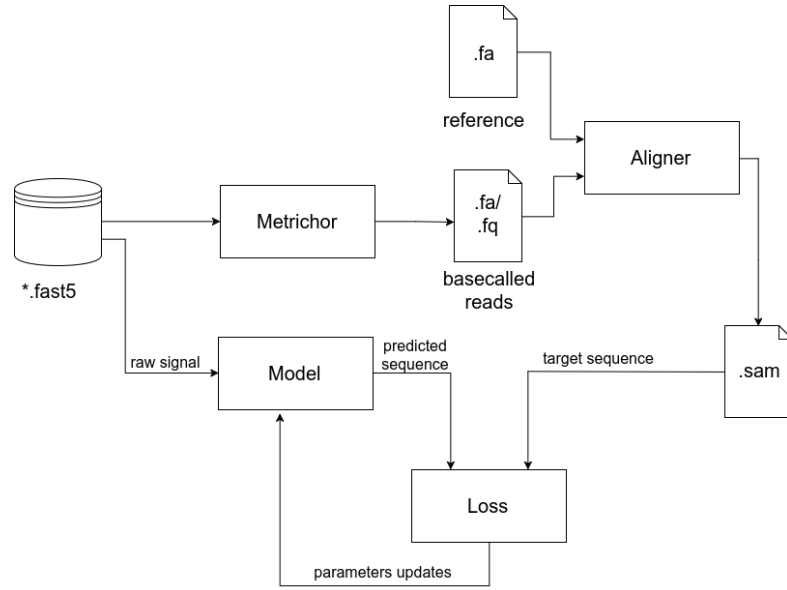 .fa
reference
Aligner
Metrichor
.fa/
.fq
basecalled
reads
*.fast5
raw signal
Model
predicted
sequence
target sequence
.sam
Loss
parameters updates